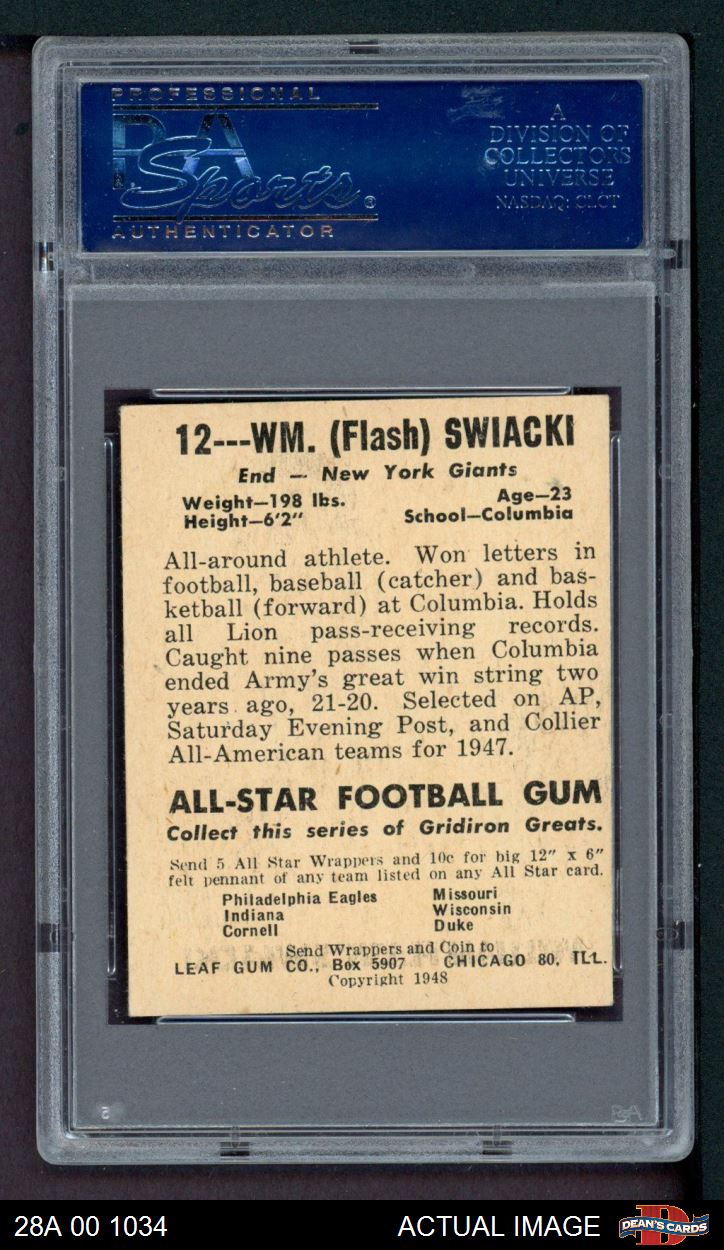 PROFESSIONAL
PSA
Sports®
AUTHENTICATOR
A
DIVISION OF
COLLECTORS
UNIVERSE
NASDAQ: CLCT
12---WM. (Flash) SWIACKI
End — New York Giants
Weight—198 lbs. Age—23
Height—6'2" School—Columbia
All-around athlete. Won letters in
football, baseball (catcher) and bas-
ketball (forward) at Columbia. Holds
all Lion pass-receiving records.
Caught nine passes when Columbia
ended Army's great win string two
years ago, 21-20. Selected on AP,
Saturday Evening Post, and Collier
All-American teams for 1947.
ALL-STAR FOOTBALL GUM
Collect this series of Gridiron Greats.
Send 5 All Star Wrappers and 10c for big 12" x 6"
felt pennant of any team listed on any All Star card.
Philadelphia Eagles Missouri
Indiana Wisconsin
Cornell Duke
Send Wrappers and Coin to
LEAF GUM CO., Box 5907 CHICAGO 80, ILL.
Copyright 1948
PSA
28A 00 1034 ACTUAL IMAGE DEAN'S CARDS